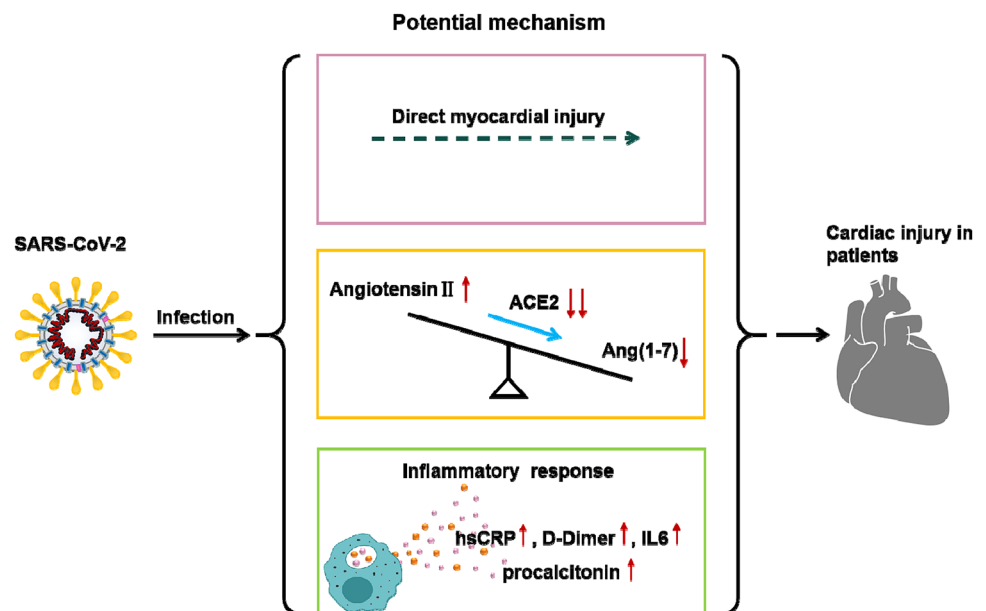 Potential mechanism
Direct myocardial injury
SARS-CoV-2
Infection
Angiotensin Ⅱ ↑
ACE2 ↓↓
Ang(1-7)↓
Inflammatory response
hsCRP↑, D-Dimer↑, IL6↑
procalcitonin ↑
Cardiac injury in
patients